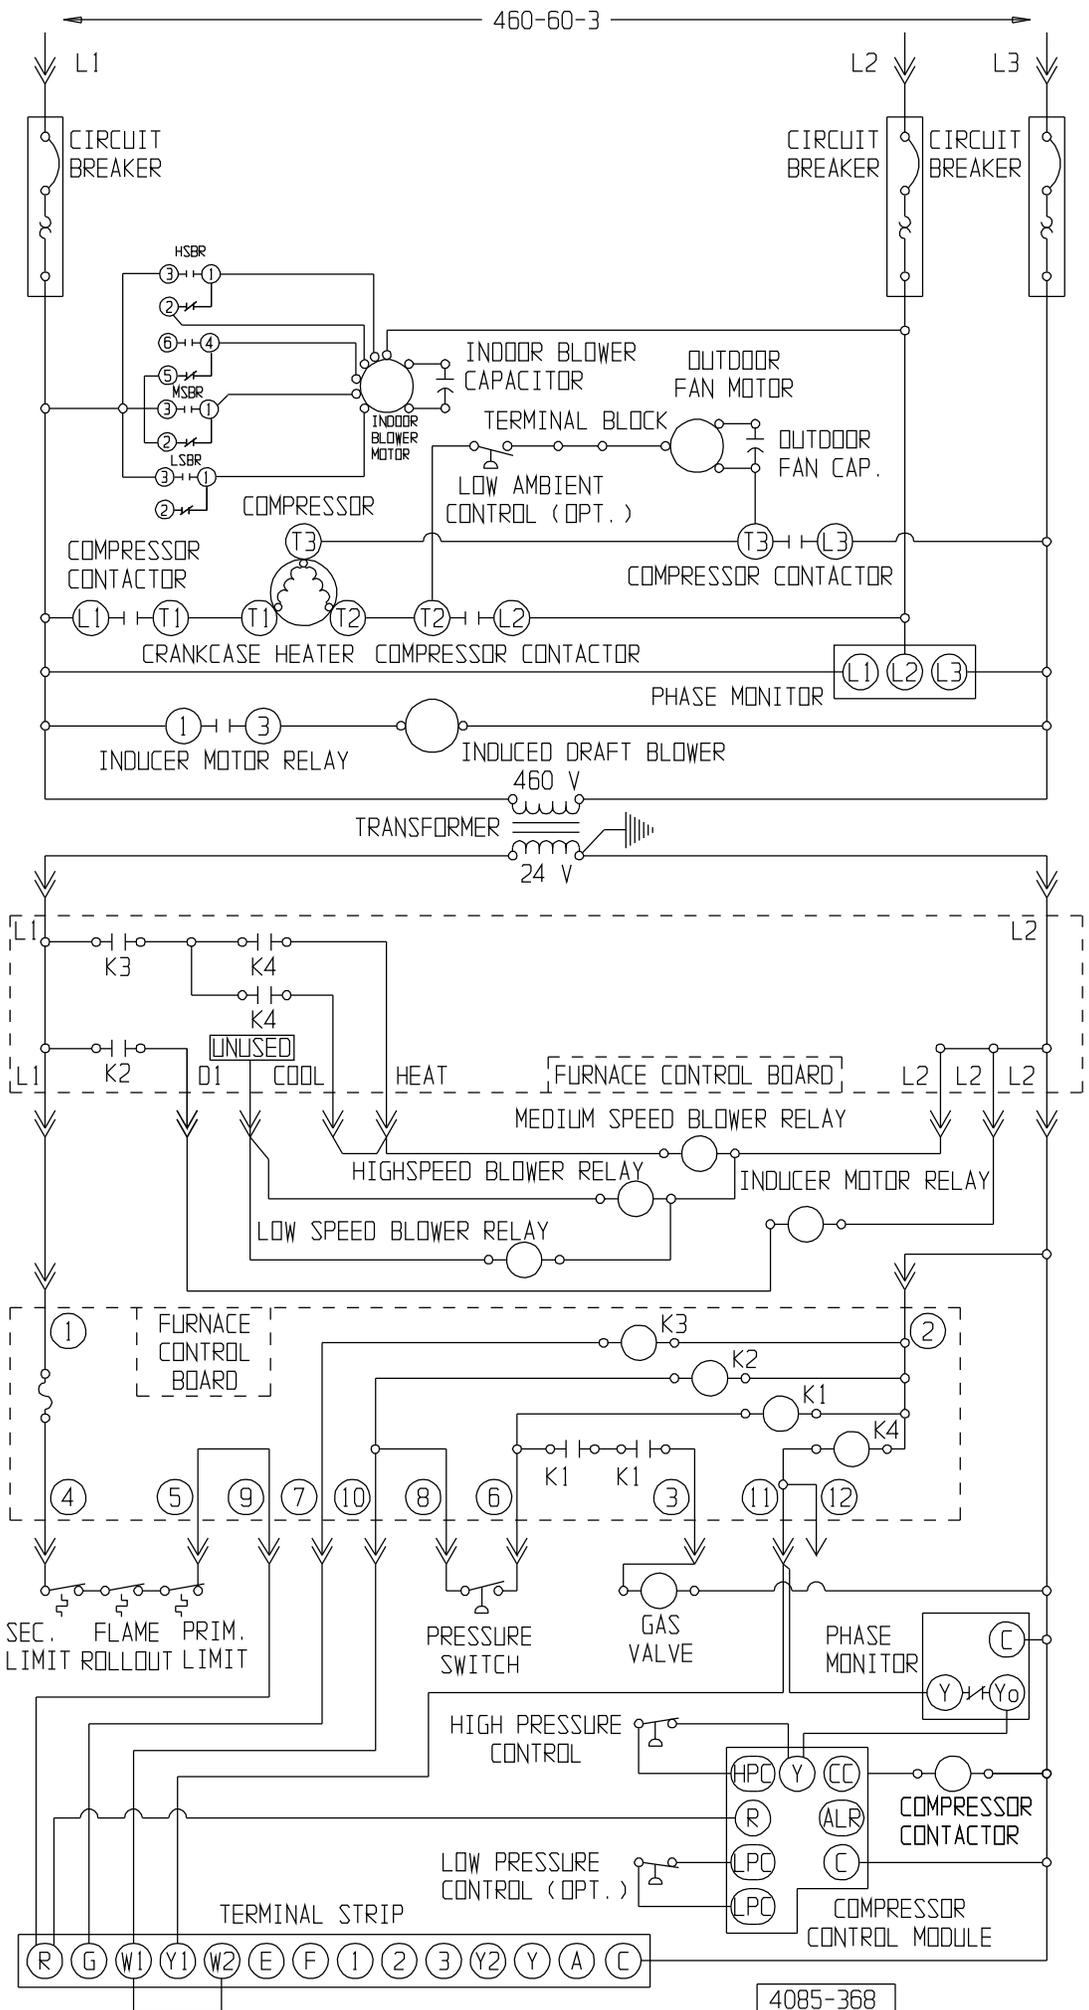 460-60-3
L1
L2
L3
CIRCUIT
BREAKER
CIRCUIT
BREAKER
CIRCUIT
BREAKER
HSBR
3
1
2
6
4
5
MSBR
3
1
2
LSBR
3
1
2
INDOOR BLOWER
CAPACITOR
INDOOR
BLOWER
MOTOR
OUTDOOR
FAN MOTOR
TERMINAL BLOCK
OUTDOOR
FAN CAP.
LOW AMBIENT
CONTROL (OPT.)
COMPRESSOR
T3
T3
L3
COMPRESSOR
CONTACTOR
COMPRESSOR CONTACTOR
L1
T1
T1
T2
T2
L2
CRANKCASE HEATER
COMPRESSOR CONTACTOR
L1
L2
L3
PHASE MONITOR
1
3
INDUCER MOTOR RELAY
INDUCED DRAFT BLOWER
460 V
TRANSFORMER
24 V
L1
L2
K3
K4
K4
K2
UNUSED
L1
D1
COOL
HEAT
FURNACE CONTROL BOARD
L2
L2
L2
MEDIUM SPEED BLOWER RELAY
HIGHSPEED BLOWER RELAY
INDUCER MOTOR RELAY
LOW SPEED BLOWER RELAY
1
FURNACE
CONTROL
BOARD
K3
2
K2
K1
K4
K1
K1
4
5
9
7
10
8
6
3
11
12
SEC.
LIMIT
FLAME
ROLLOUT
PRIM.
LIMIT
PRESSURE
SWITCH
GAS
VALVE
PHASE
MONITOR
C
Y
Yo
HIGH PRESSURE
CONTROL
HPC
Y
CC
COMPRESSOR
CONTACTOR
R
ALR
LOW PRESSURE
CONTROL (OPT.)
LPC
C
LPC
COMPRESSOR
CONTROL MODULE
TERMINAL STRIP
R
G
W1
Y1
W2
E
F
1
2
3
Y2
Y
A
C
4085-368